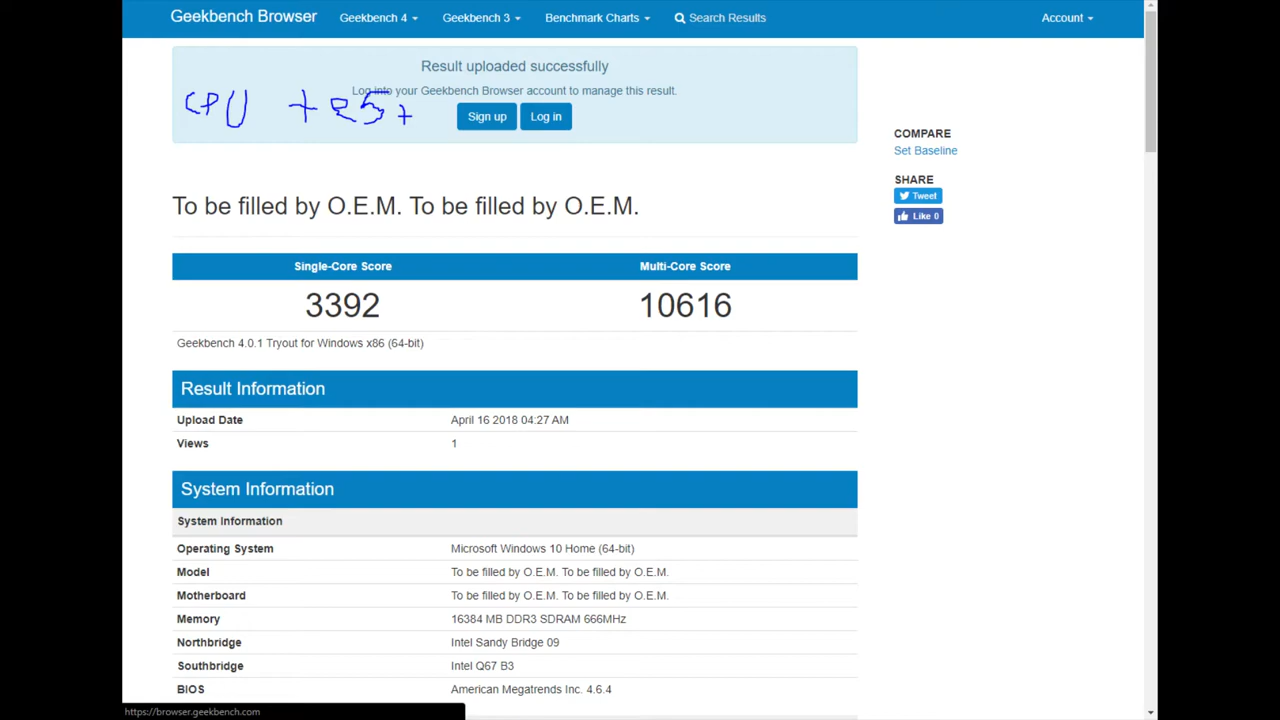 Geekbench Browser Geekbench 4 Geekbench 3 Benchmark Charts Search Results Account
Result uploaded successfully
Log into your Geekbench Browser account to manage this result.
CPU test
Sign up Log in
COMPARE
Set Baseline
SHARE
Tweet
Like 0
To be filled by O.E.M. To be filled by O.E.M.
Single-Core Score Multi-Core Score
3392 10616
Geekbench 4.0.1 Tryout for Windows x86 (64-bit)
Result Information
Upload Date April 16 2018 04:27 AM
Views 1
System Information
System Information
Operating System Microsoft Windows 10 Home (64-bit)
Model To be filled by O.E.M. To be filled by O.E.M.
Motherboard To be filled by O.E.M. To be filled by O.E.M.
Memory 16384 MB DDR3 SDRAM 666MHz
Northbridge Intel Sandy Bridge 09
Southbridge Intel Q67 B3
BIOS American Megatrends Inc. 4.6.4
https://browser.geekbench.com